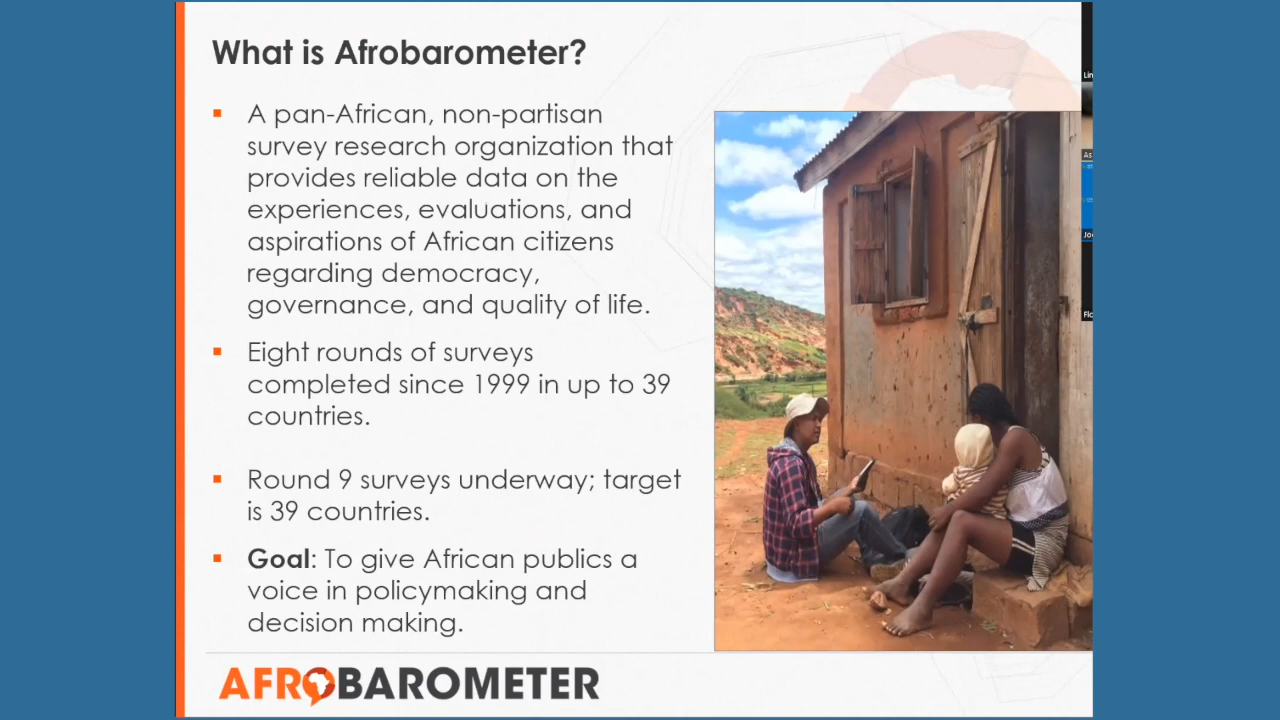 What is Afrobarometer?
A pan-African, non-partisan
survey research organization that
provides reliable data on the
experiences, evaluations, and
aspirations of African citizens
regarding democracy,
governance, and quality of life.
Eight rounds of surveys
completed since 1999 in up to 39
countries.
Round 9 surveys underway; target
is 39 countries.
Goal: To give African publics a
voice in policymaking and
decision making.
AFROBAROMETER